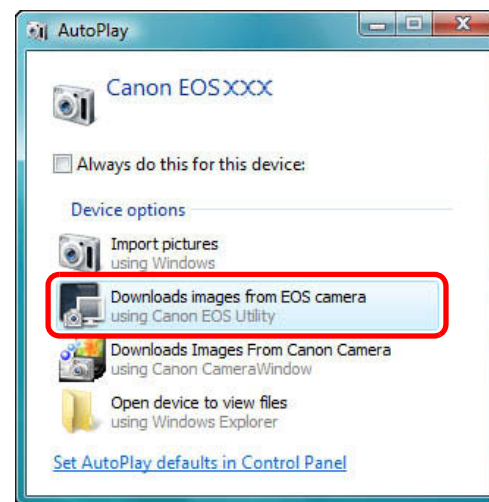 AutoPlay
Canon EOSXXX
Always do this for this device:
Device options
Import pictures
using Windows
Downloads images from EOS camera
using Canon EOS Utility
Downloads Images From Canon Camera
using Canon CameraWindow
Open device to view files
using Windows Explorer
Set AutoPlay defaults in Control Panel